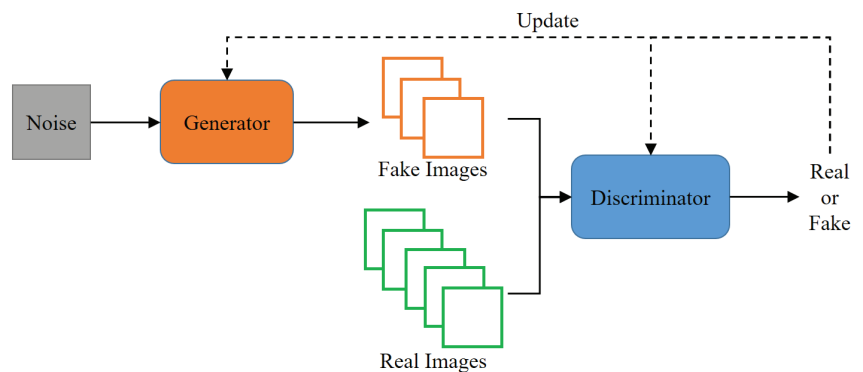 Update
Noise
Generator
Fake Images
Discriminator
Real
or
Fake
Real Images